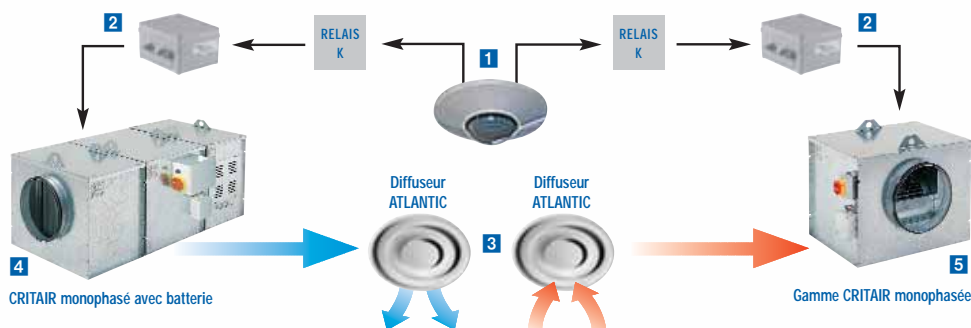 2
RELAIS
K
1
RELAIS
K
2
Diffuseur
ATLANTIC
Diffuseur
ATLANTIC
3
4
5
CRITAIR monophasé avec batterie
Gamme CRITAIR monophasée